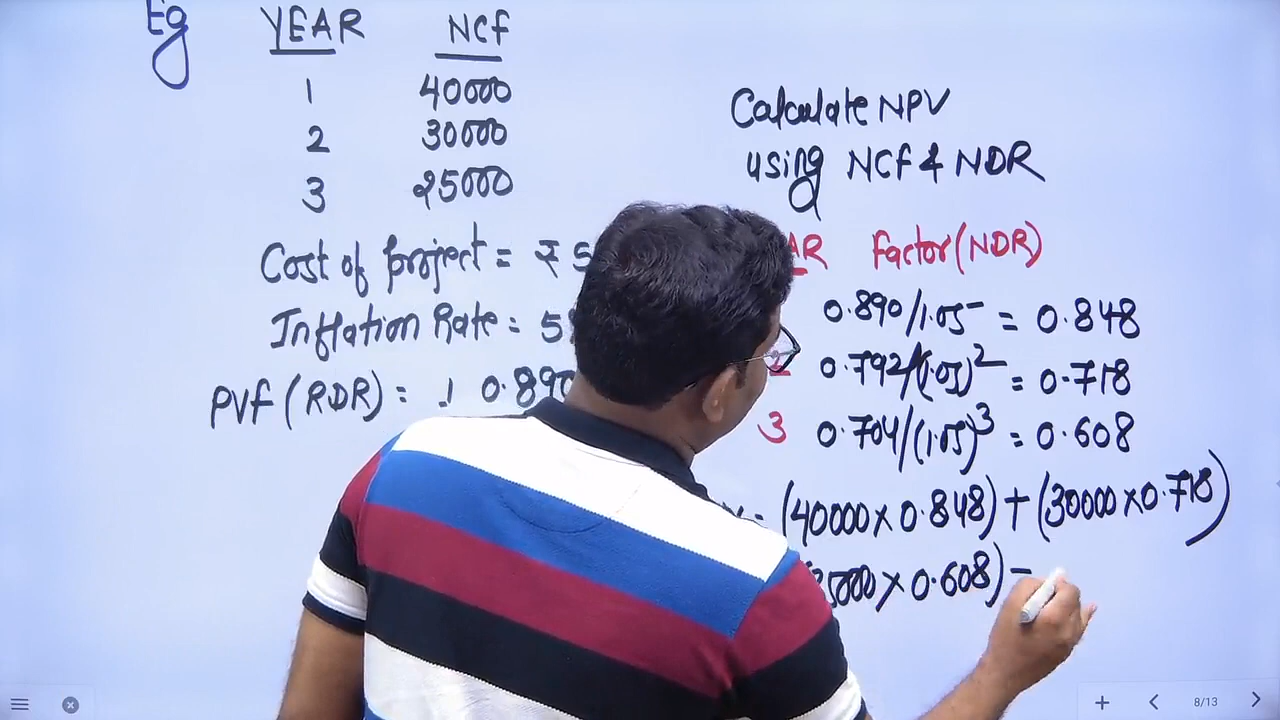 Eg YEAR NCf
1 40000
2 30000
3 25000
Cost of project = ₹ 5
Inflation Rate = 5
PVf (RDR) = 1 0.890
Calculate NPV
using NCf & NDR
AR factor (NDR)
0.890/1.05 = 0.848
2 0.792/(1.05)2 = 0.718
3 0.704/(1.05)3 = 0.608
= (40000 x 0.848) + (30000 x 0.718)
25000 x 0.608) -
8/13